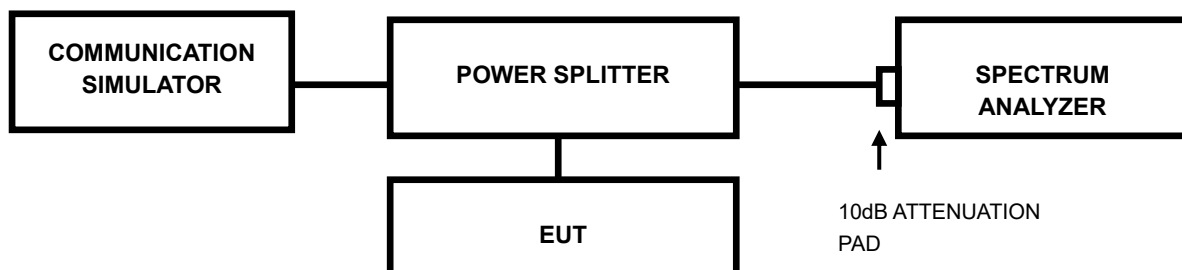 COMMUNICATION
SIMULATOR
POWER SPLITTER
SPECTRUM
ANALYZER
EUT
10dB ATTENUATION
PAD